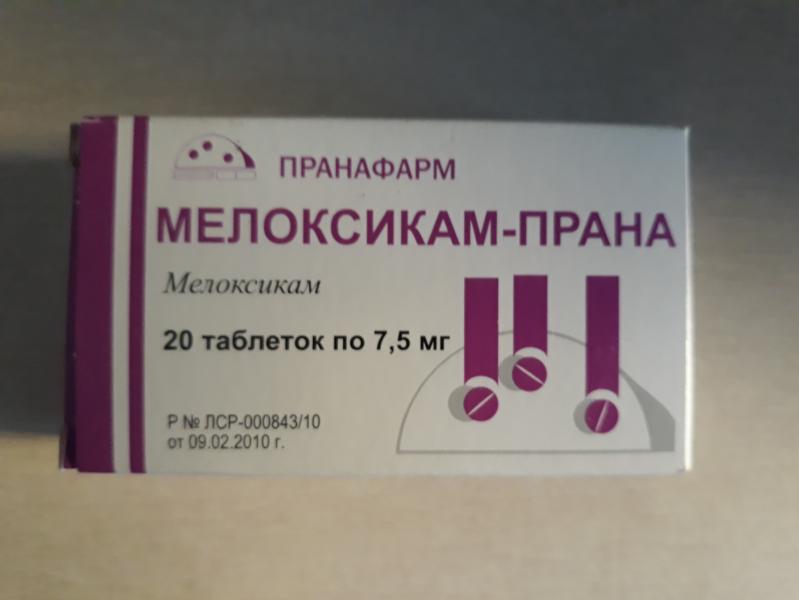 ПРАНАФАРМ
МЕЛОКСИКАМ-ПРАНА
Мелоксикам
20 таблеток по 7,5 мг
Р № ЛСР-000843/10
от 09.02.2010 г.